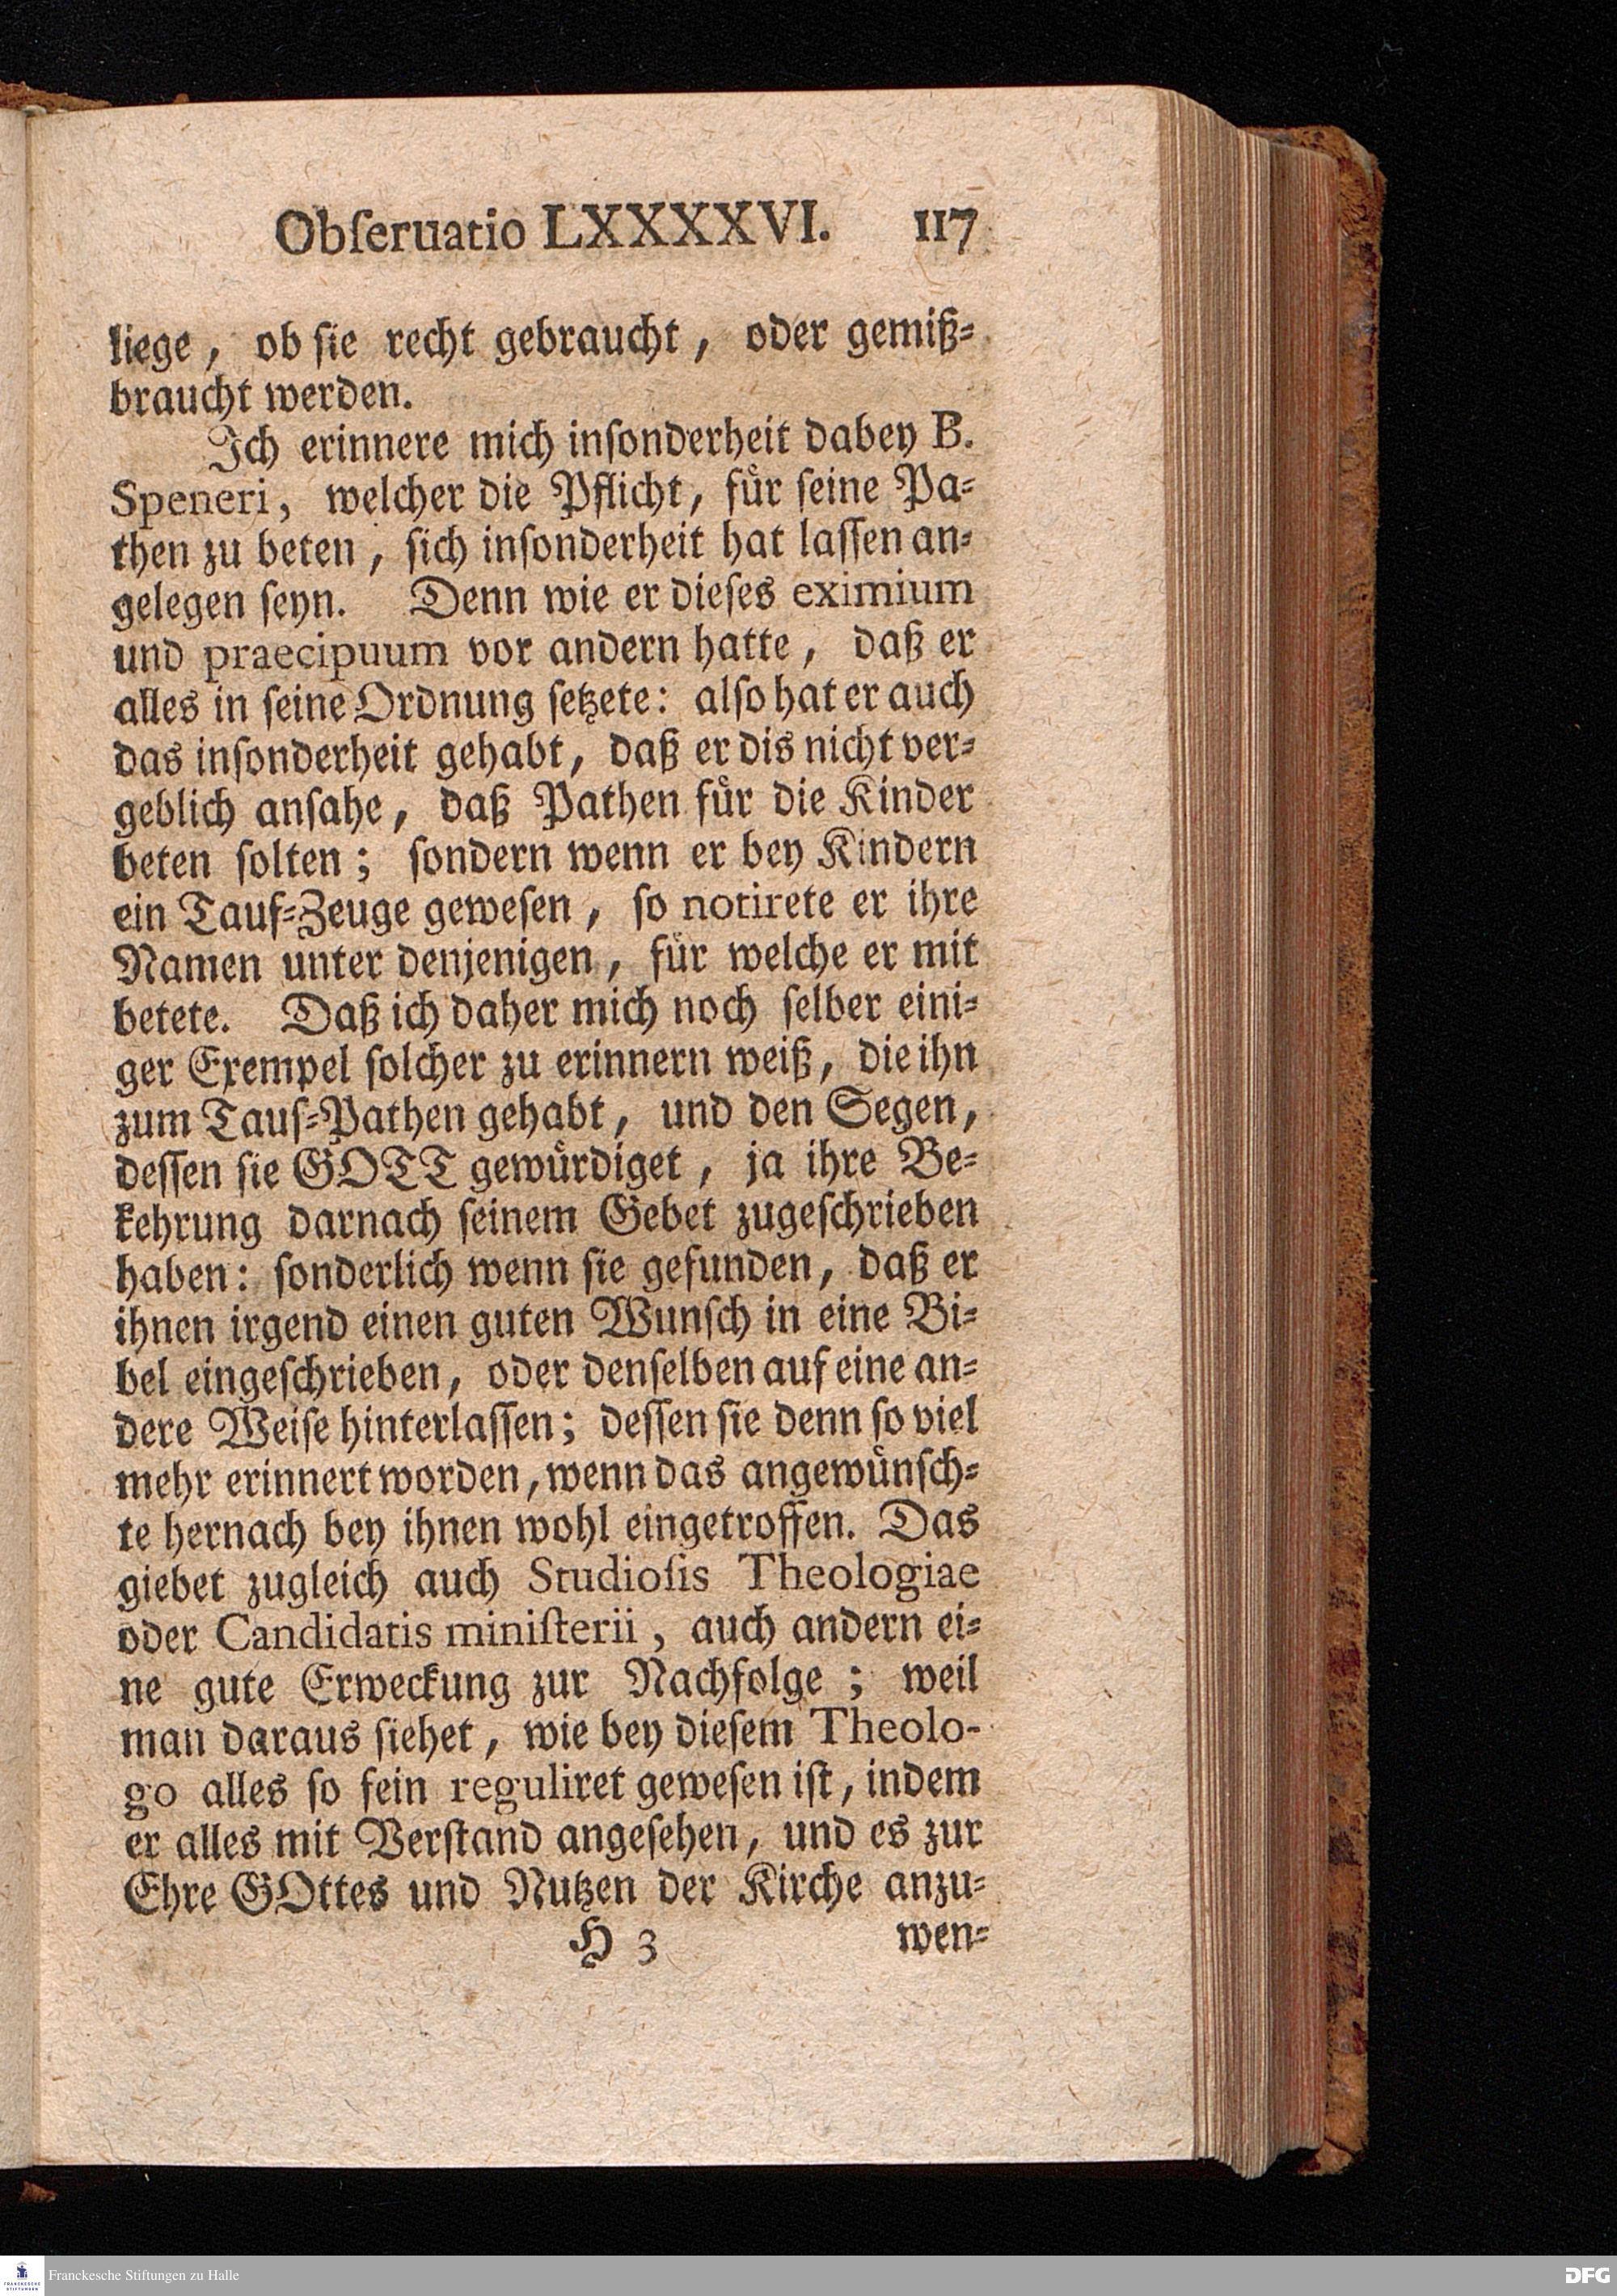 Obſeruatio LXXXXXVI. 117
liege, ob ſie recht gebraucht, oder gemiß-
braucht werden.
Ich erinnere mich inſonderheit dabey B.
Speneri, welcher die Pflicht, fuͤr ſeine Pa-
then zu beten, ſich inſonderheit hat laſſen an-
gelegen ſeyn. Denn wie er dieſes eximium
und praecipuum vor andern hatte, daß er
alles in ſeine Ordnung ſetzete: alſo hat er auch
das inſonderheit gehabt, daß er dis nicht ver-
geblich anſahe, daß Pathen fuͤr die Kinder
beten ſolten; ſondern wenn er bey Kindern
ein Tauf-Zeuge geweſen, ſo notirete er ihre
Namen unter denjenigen, fuͤr welche er mit
betete. Daß ich daher mich noch ſelber eini-
ger Exempel ſolcher zu erinnern weiß, die ihn
zum Tauf-Pathen gehabt, und den Segen,
deſſen ſie GOTT gewuͤrdiget, ja ihre Be-
kehrung darnach ſeinem Gebet zugeſchrieben
haben: ſonderlich wenn ſie gefunden, daß er
ihnen irgend einen guten Wunſch in eine Bi-
bel eingeſchrieben, oder denſelben auf eine an-
dere Weiſe hinterlaſſen; deſſen ſie denn ſo viel
mehr erinnert worden, wenn das angewuͤnſch-
te hernach bey ihnen wohl eingetroffen. Das
giebet zugleich auch Studioſis Theologiae
oder Candidatis miniſterii, auch andern ei-
ne gute Erweckung zur Nachfolge; weil
man daraus ſiehet, wie bey dieſem Theolo-
go alles ſo fein reguliret geweſen iſt, indem
er alles mit Verſtand angeſehen, und es zur
Ehre GOttes und Nutzen der Kirche anzu-
H 3 wen-
FRANCKESCHE STIFTUNGEN
Franckesche Stiftungen zu Halle
DFG